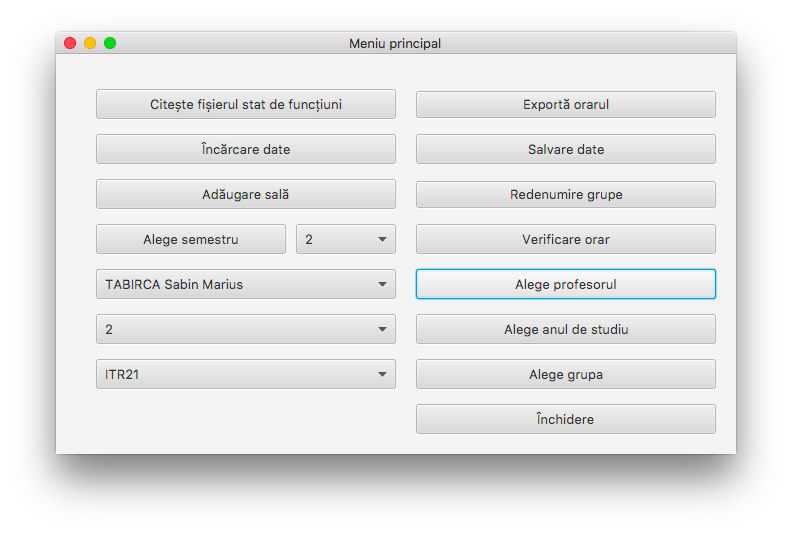 Meniu principal
Citește fișierul stat de funcțiuni
Exportă orarul
Încărcare date
Salvare date
Adăugare sală
Redenumire grupe
Alege semestru
2
Verificare orar
TABIRCA Sabin Marius
Alege profesorul
2
Alege anul de studiu
ITR21
Alege grupa
Închidere